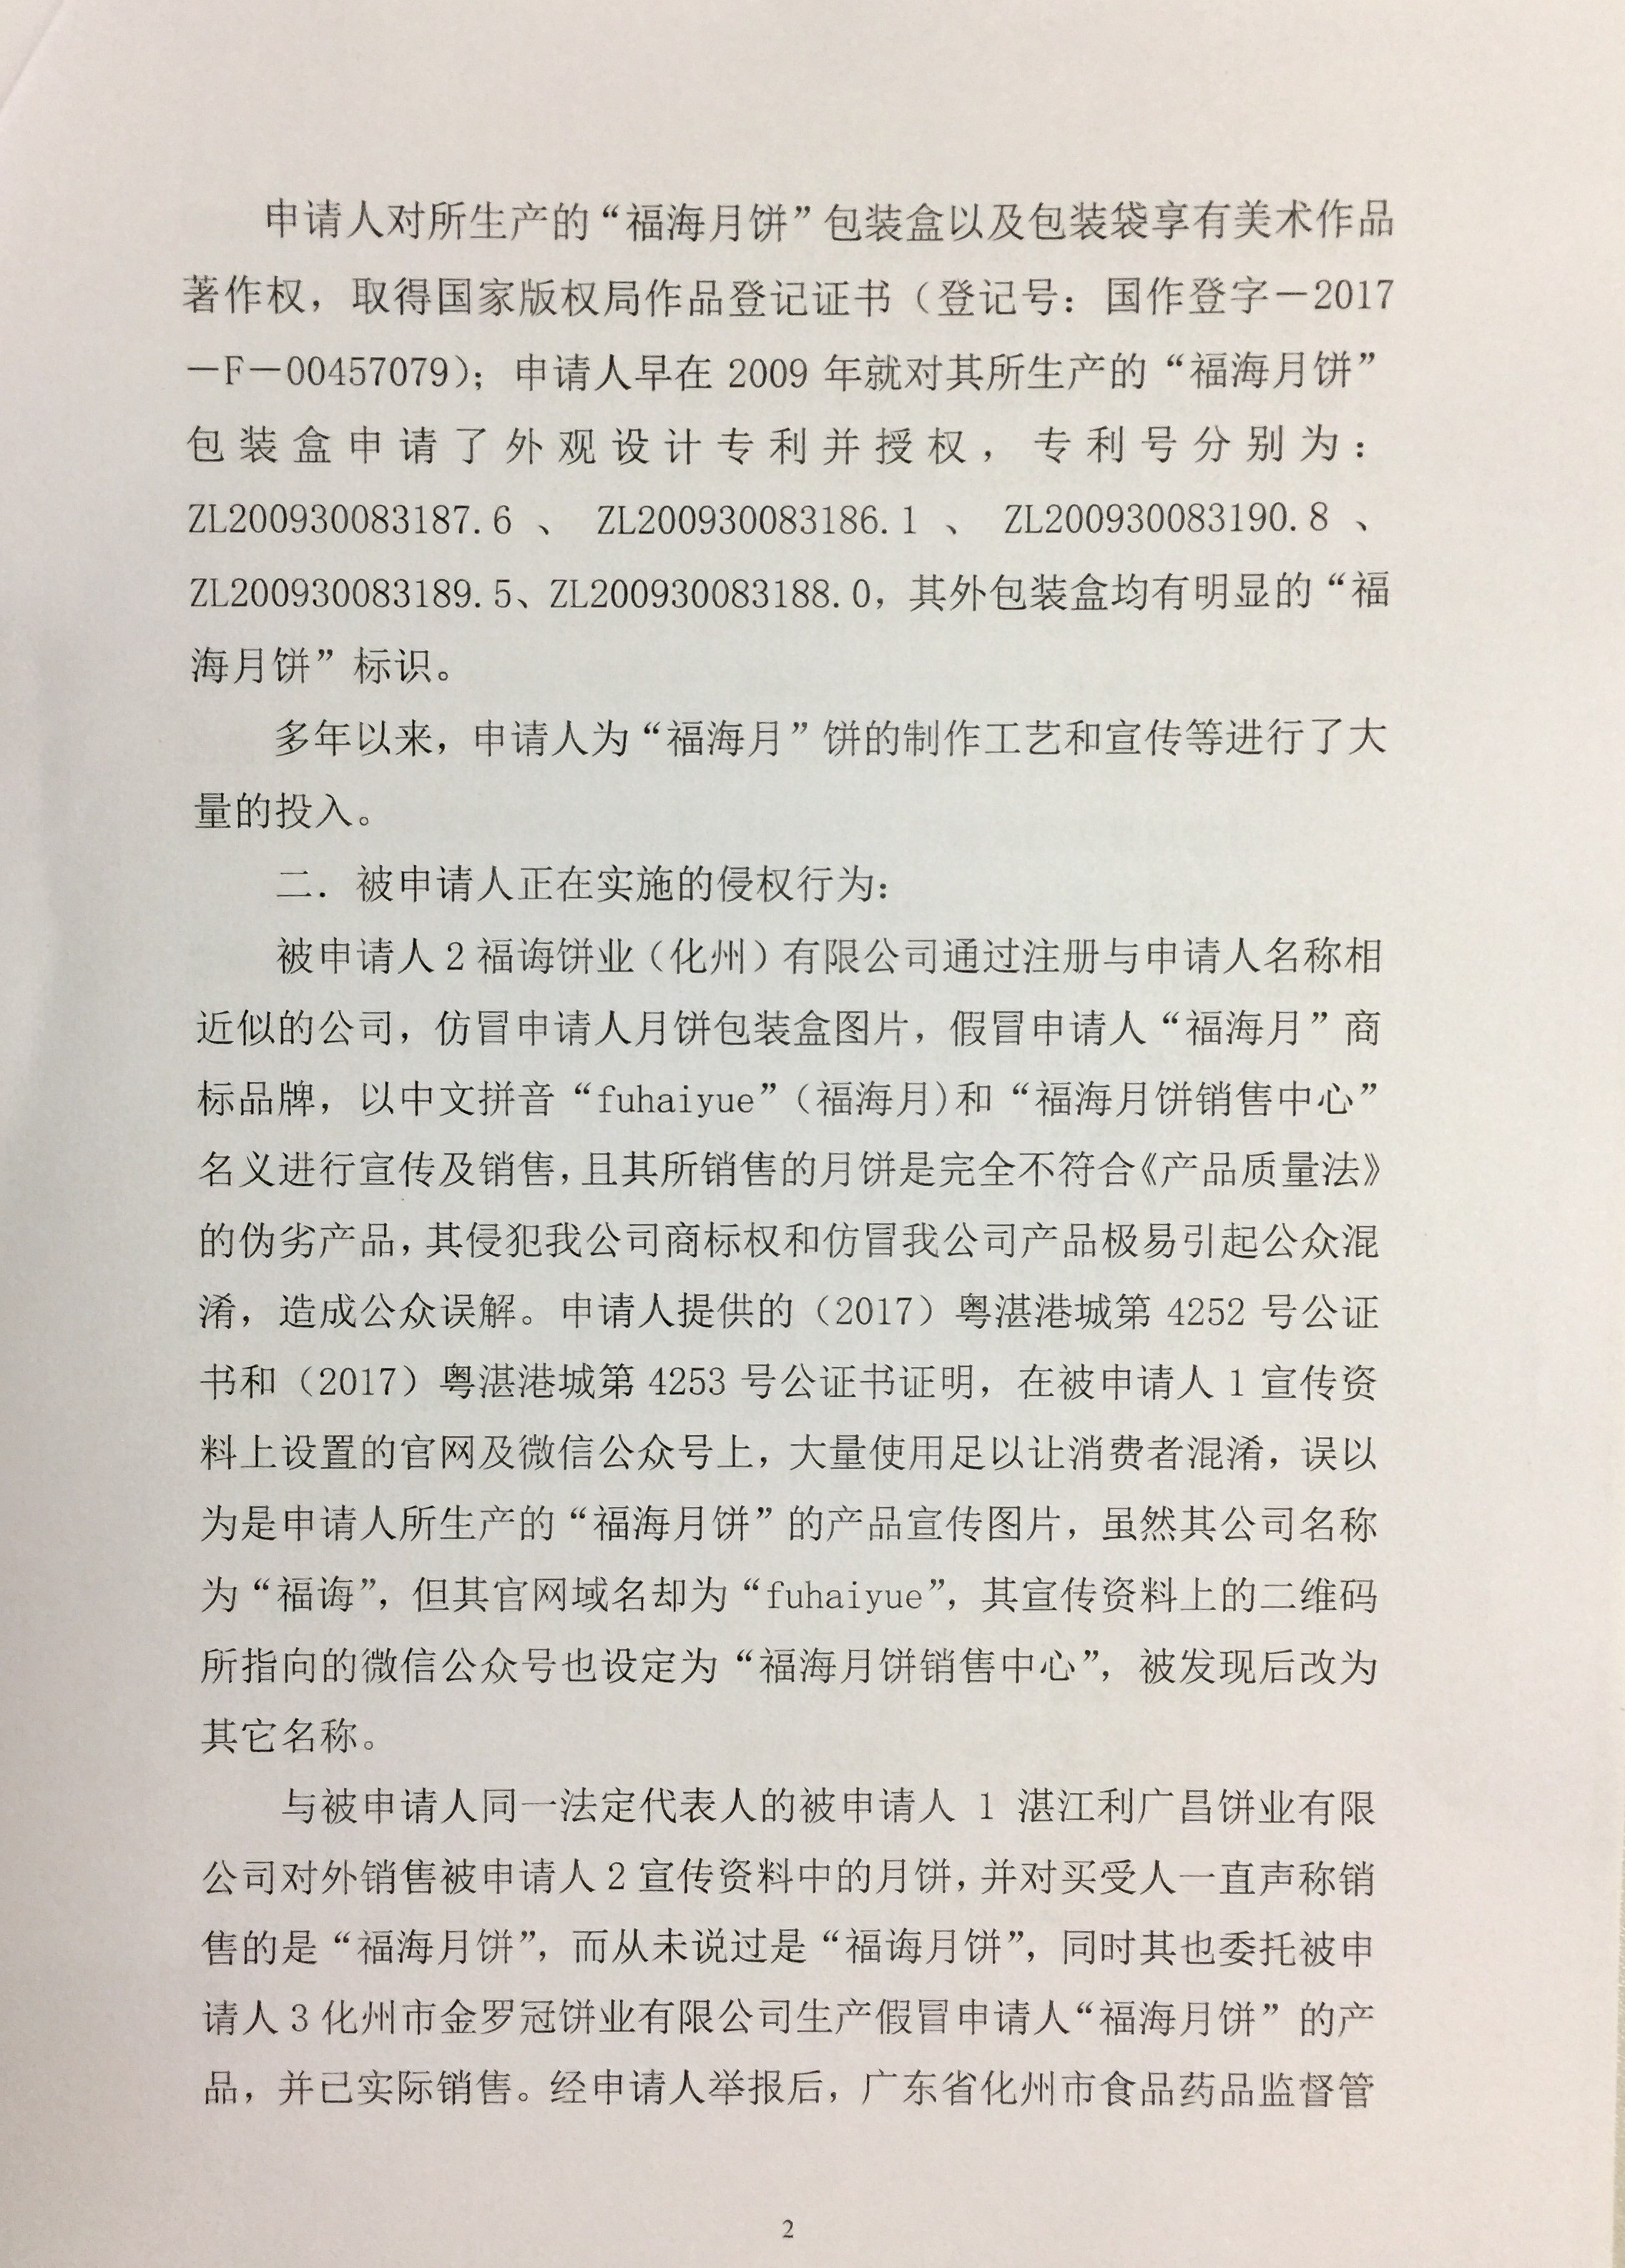 申请人对所生产的“福海月饼”包装盒以及包装袋享有美术作品
著作权，取得国家版权局作品登记证书（登记号：国作登字－2017
－F－00457079）；申请人早在 2009 年就对其所生产的“福海月饼”
包装盒申请了外观设计专利并授权，专利号分别为：
ZL200930083187.6 、 ZL200930083186.1 、 ZL200930083190.8 、
ZL200930083189.5、ZL200930083188.0，其外包装盒均有明显的“福
海月饼”标识。
多年以来，申请人为“福海月”饼的制作工艺和宣传等进行了大
量的投入。
二．被申请人正在实施的侵权行为：
被申请人 2 福诲饼业（化州）有限公司通过注册与申请人名称相
近似的公司，仿冒申请人月饼包装盒图片，假冒申请人“福海月”商
标品牌，以中文拼音“fuhaiyue”（福海月）和“福海月饼销售中心”
名义进行宣传及销售，且其所销售的月饼是完全不符合《产品质量法》
的伪劣产品，其侵犯我公司商标权和仿冒我公司产品极易引起公众混
淆，造成公众误解。申请人提供的（2017）粤湛港城第 4252 号公证
书和（2017）粤湛港城第 4253 号公证书证明，在被申请人 1 宣传资
料上设置的官网及微信公众号上，大量使用足以让消费者混淆，误以
为是申请人所生产的“福海月饼”的产品宣传图片，虽然其公司名称
为“福诲”，但其官网域名却为“fuhaiyue”，其宣传资料上的二维码
所指向的微信公众号也设定为“福海月饼销售中心”，被发现后改为
其它名称。
与被申请人同一法定代表人的被申请人 1 湛江利广昌饼业有限
公司对外销售被申请人 2 宣传资料中的月饼，并对买受人一直声称销
售的是“福海月饼”，而从未说过是“福诲月饼”，同时其也委托被申
请人 3 化州市金罗冠饼业有限公司生产假冒申请人“福海月饼”的产
品，并已实际销售。经申请人举报后，广东省化州市食品药品监督管
2